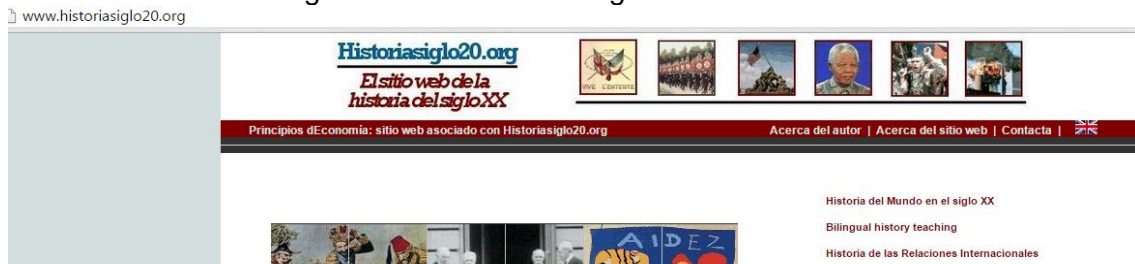 www.historiasiglo20.org
Historiasiglo20.org
El sitio web de la
historia del siglo XX
VIVE L'ENTENTE
Principios dEconomía: sitio web asociado con Historiasiglo20.org
Acerca del autor | Acerca del sitio web | Contacta |
Historia del Mundo en el siglo XX
Bilingual history teaching
Historia de las Relaciones Internacionales
AIDEZ